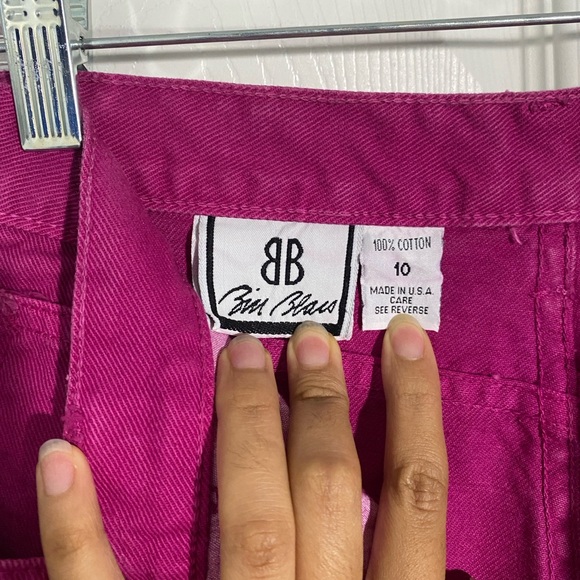 BB
Bill Blass
100% COTTON
10
MADE IN U.S.A.
CARE
SEE REVERSE